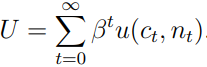 U = \sum_{t=0}^{\infty} \beta^t u(c_t, n_t).